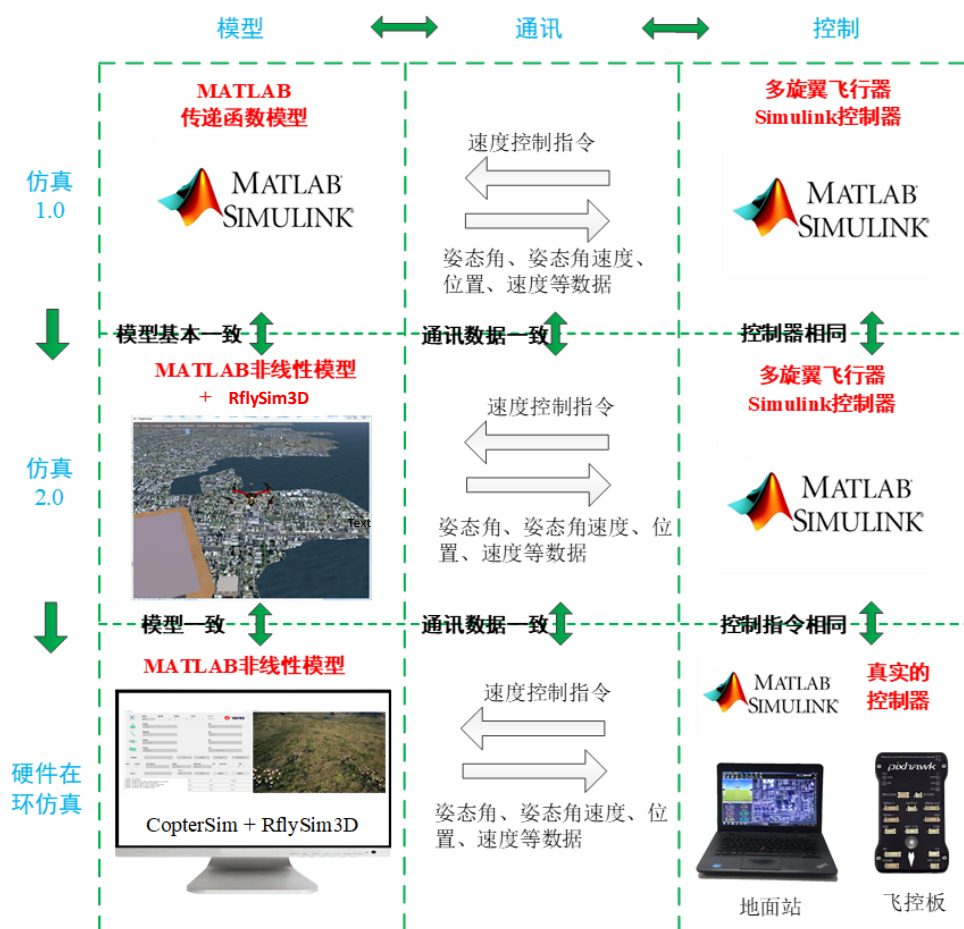 模型
通讯
控制
仿真
1.0
MATLAB
传递函数模型
MATLAB
SIMULINK®
速度控制指令
姿态角、姿态角速度、
位置、速度等数据
多旋翼飞行器
Simulink控制器
MATLAB
SIMULINK®
模型基本一致
通讯数据一致
控制器相同
仿真
2.0
MATLAB非线性模型
+ RflySim3D
Text
速度控制指令
姿态角、姿态角速度、位
置、速度等数据
多旋翼飞行器
Simulink控制器
MATLAB
SIMULINK®
模型一致
通讯数据一致
控制指令相同
硬件在
环仿真
MATLAB非线性模型
CopterSim + RflySim3D
速度控制指令
姿态角、姿态角速度、位
置、速度等数据
MATLAB
SIMULINK®
真实的
控制器
pixhawk
地面站
飞控板